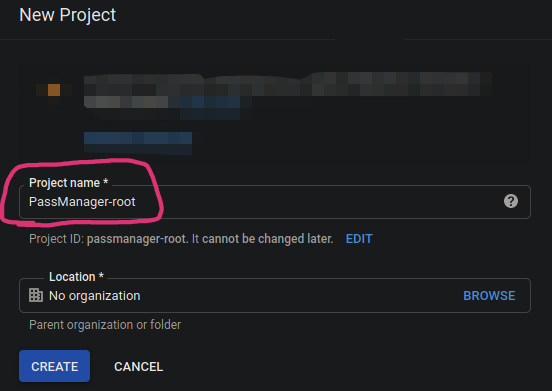 New Project
Project name *
PassManager-root
Project ID: passmanager-root. It cannot be changed later. EDIT
Location *
No organization BROWSE
Parent organization or folder
CREATE CANCEL